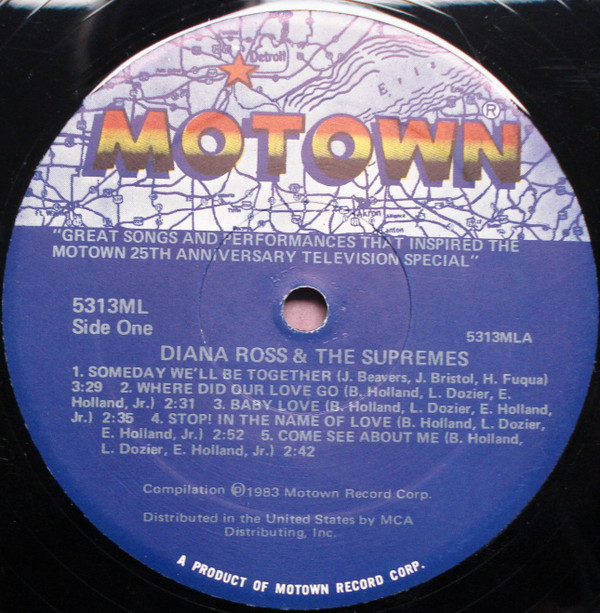 Detroit
Erie
MOTOWN®
Akron
Canton
"GREAT SONGS AND PERFORMANCES THAT INSPIRED THE
MOTOWN 25TH ANNIVERSARY TELEVISION SPECIAL"
5313ML
Side One
5313MLA
DIANA ROSS & THE SUPREMES
1. SOMEDAY WE'LL BE TOGETHER (J. Beavers, J. Bristol, H. Fuqua)
3:29 2. WHERE DID OUR LOVE GO (B. Holland, L. Dozier, E.
Holland, Jr.) 2:31 3. BABY LOVE (B. Holland, L. Dozier, E. Holland,
Jr.) 2:35 4. STOP! IN THE NAME OF LOVE (B. Holland, L. Dozier,
E. Holland, Jr.) 2:52 5. COME SEE ABOUT ME (B. Holland,
L. Dozier, E. Holland, Jr.) 2:42
Compilation ℗1983 Motown Record Corp.
Distributed in the United States by MCA
Distributing, Inc.
A PRODUCT OF MOTOWN RECORD CORP.